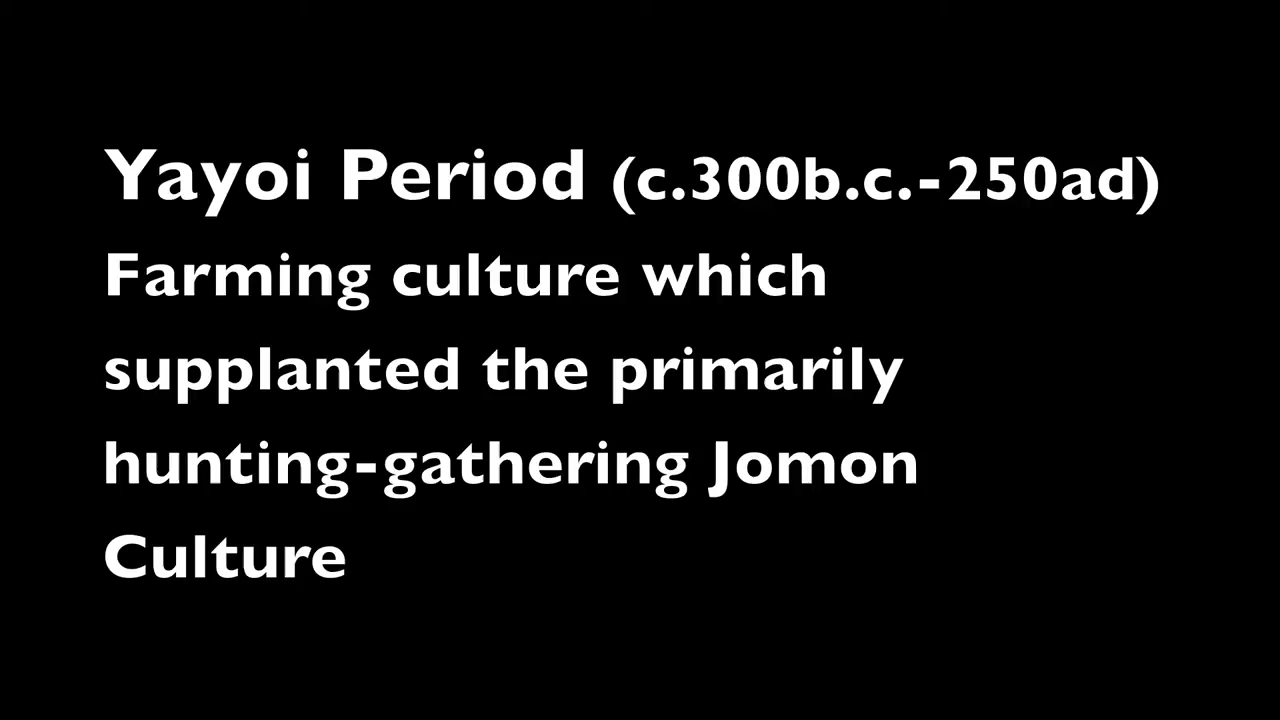 Yayoi Period (c.300b.c.-250ad)
Farming culture which
supplanted the primarily
hunting-gathering Jomon
Culture